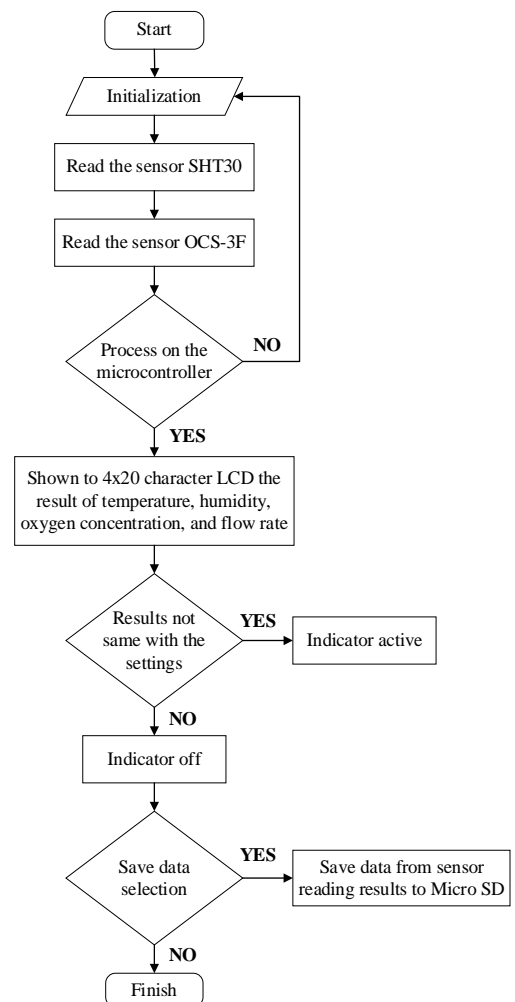 Start
Initialization
Read the sensor SHT30
Read the sensor OCS-3F
Process on the
microcontroller
NO
YES
Shown to 4x20 character LCD the
result of temperature, humidity,
oxygen concentration, and flow rate
Results not
same with the
settings
YES
Indicator active
NO
Indicator off
Save data
selection
YES
Save data from sensor
reading results to Micro SD
NO
Finish